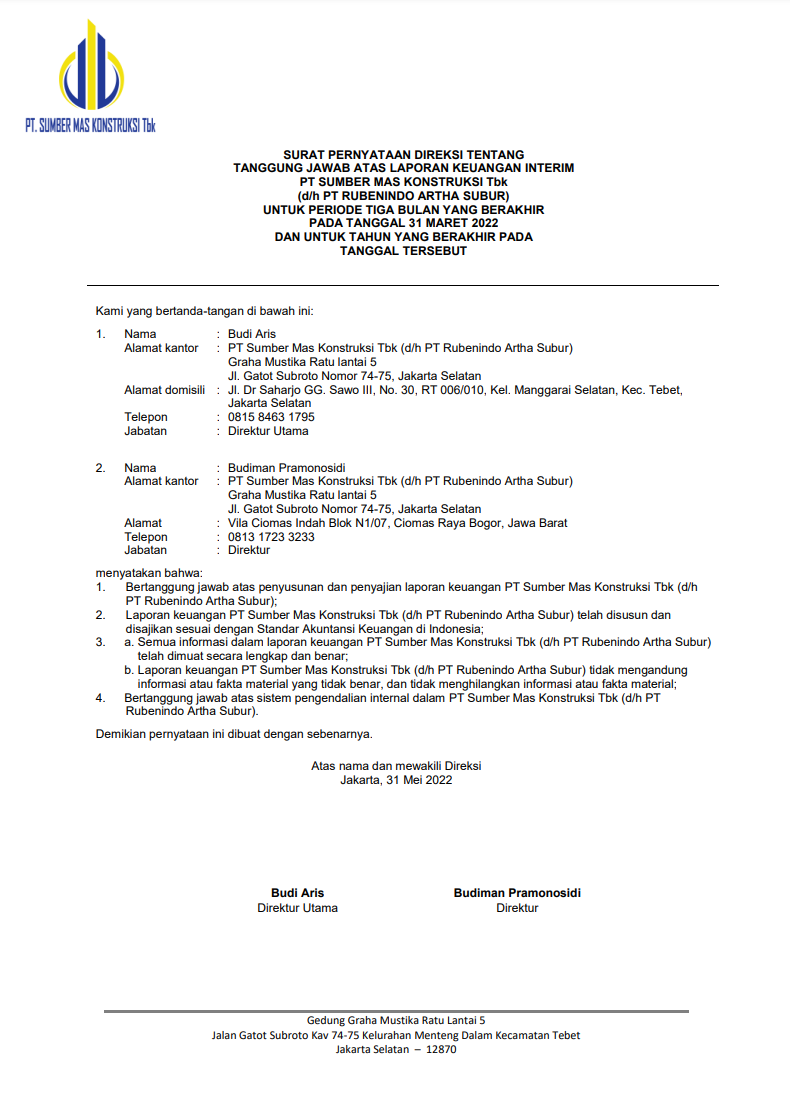 PT. SUMBER MAS KONSTRUKSI Tbk
SURAT PERNYATAAN DIREKSI TENTANG
TANGGUNG JAWAB ATAS LAPORAN KEUANGAN INTERIM
PT SUMBER MAS KONSTRUKSI Tbk
(d/h PT RUBENINDO ARTHA SUBUR)
UNTUK PERIODE TIGA BULAN YANG BERAKHIR
PADA TANGGAL 31 MARET 2022
DAN UNTUK TAHUN YANG BERAKHIR PADA
TANGGAL TERSEBUT
Kami yang bertanda-tangan di bawah ini:
1. Nama : Budi Aris
Alamat kantor : PT Sumber Mas Konstruksi Tbk (d/h PT Rubenindo Artha Subur)
Graha Mustika Ratu lantai 5
Jl. Gatot Subroto Nomor 74-75, Jakarta Selatan
Alamat domisili : Jl. Dr Saharjo GG. Sawo III, No. 30, RT 006/010, Kel. Manggarai Selatan, Kec. Tebet,
Jakarta Selatan
Telepon : 0815 8463 1795
Jabatan : Direktur Utama
2. Nama : Budiman Pramonosidi
Alamat kantor : PT Sumber Mas Konstruksi Tbk (d/h PT Rubenindo Artha Subur)
Graha Mustika Ratu lantai 5
Jl. Gatot Subroto Nomor 74-75, Jakarta Selatan
Alamat : Vila Ciomas Indah Blok N1/07, Ciomas Raya Bogor, Jawa Barat
Telepon : 0813 1723 3233
Jabatan : Direktur
menyatakan bahwa:
1. Bertanggung jawab atas penyusunan dan penyajian laporan keuangan PT Sumber Mas Konstruksi Tbk (d/h
PT Rubenindo Artha Subur);
2. Laporan keuangan PT Sumber Mas Konstruksi Tbk (d/h PT Rubenindo Artha Subur) telah disusun dan
disajikan sesuai dengan Standar Akuntansi Keuangan di Indonesia;
3. a. Semua informasi dalam laporan keuangan PT Sumber Mas Konstruksi Tbk (d/h PT Rubenindo Artha Subur)
telah dimuat secara lengkap dan benar;
b. Laporan keuangan PT Sumber Mas Konstruksi Tbk (d/h PT Rubenindo Artha Subur) tidak mengandung
informasi atau fakta material yang tidak benar, dan tidak menghilangkan informasi atau fakta material;
4. Bertanggung jawab atas sistem pengendalian internal dalam PT Sumber Mas Konstruksi Tbk (d/h PT
Rubenindo Artha Subur).
Demikian pernyataan ini dibuat dengan sebenarnya.
Atas nama dan mewakili Direksi
Jakarta, 31 Mei 2022
Budi Aris Budiman Pramonosidi
Direktur Utama Direktur
Gedung Graha Mustika Ratu Lantai 5
Jalan Gatot Subroto Kav 74-75 Kelurahan Menteng Dalam Kecamatan Tebet
Jakarta Selatan – 12870